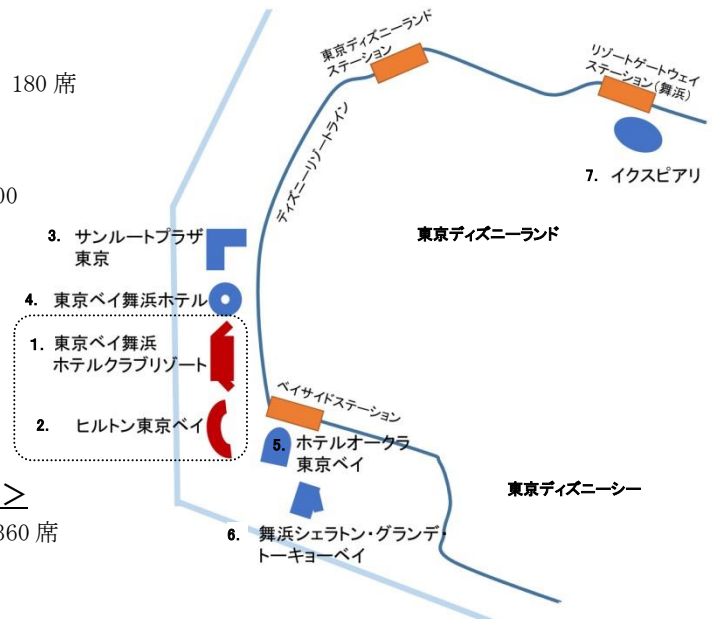 180 席
00
＞
360 席
東京ディズニーランド
ステーション
リゾートゲートウェイ
ステーション(舞浜)
ディズニーリゾートライン
7. イクスピアリ
東京ディズニーランド
3. サンルートプラザ
東京
4. 東京ベイ舞浜ホテル
1. 東京ベイ舞浜
ホテルクラブリゾート
2. ヒルトン東京ベイ
ベイサイドステーション
5. ホテルオークラ
東京ベイ
東京ディズニーシー
6. 舞浜シェラトン・グランデ・
トーキョーベイ